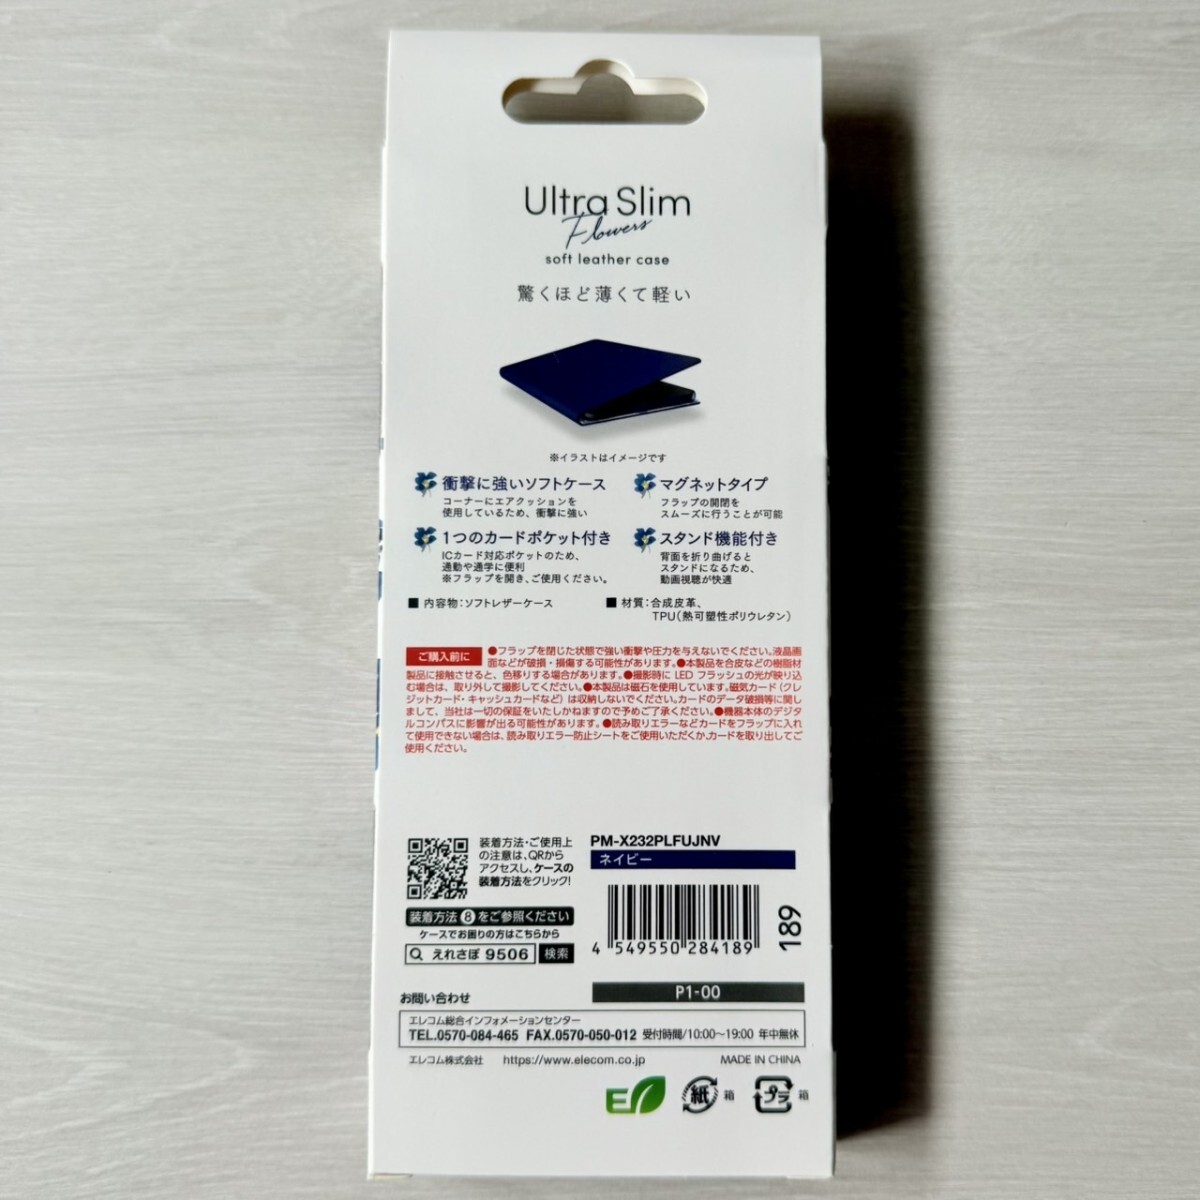 Ultra Slim
Flowers
soft leather case
驚くほど薄くて軽い
※イラストはイメージです
衝撃に強いソフトケース
コーナーにエアクッションを
使用しているため、衝撃に強い
マグネットタイプ
フラップの開閉を
スムーズに行うことが可能
1つのカードポケット付き
ICカード対応ポケットのため、
通勤や通学に便利
※フラップを開き、ご使用ください。
スタンド機能付き
背面を折り曲げると
スタンドになるため、
動画視聴が快適
■ 内容物:ソフトレザーケース
■ 材質:合成皮革、
TPU(熱可塑性ポリウレタン)
ご購入前に
●フラップを閉じた状態で強い衝撃や圧力を与えないでください。液晶画
面などが破損・損傷する可能性があります。●本製品を合皮などの樹脂材
製品に接触させると、色移りする場合があります。●撮影時に LED フラッシュの光が映り込
む場合は、取り外して撮影してください。●本製品は磁石を使用しています。磁気カード(クレ
ジットカード・キャッシュカードなど)は収納しないでください。カードのデータ破損等に関し
まして、当社は一切の保証をいたしかねますので予めご了承ください。●機器本体のデジタ
ルコンパスに影響が出る可能性があります。●読み取りエラーなどカードをフラップに入れ
て使用できない場合は、読み取りエラー防止シートをご使用いただくか、カードを取り出してご
使用ください。
装着方法・ご使用上
の注意は、QRから
アクセスし、ケースの
装着方法をクリック!
装着方法 8 をご参照ください
ケースでお困りの方はこちらから
えれさぽ 9506 検索
PM-X232PLFUJNV
ネイビー
4 549550 284189
189
P1-00
お問い合わせ
エレコム総合インフォメーションセンター
TEL.0570-084-465 FAX.0570-050-012 受付時間/10:00～19:00 年中無休
エレコム株式会社 https://www.elecom.co.jp MADE IN CHINA
E
紙 箱
プラ 箱